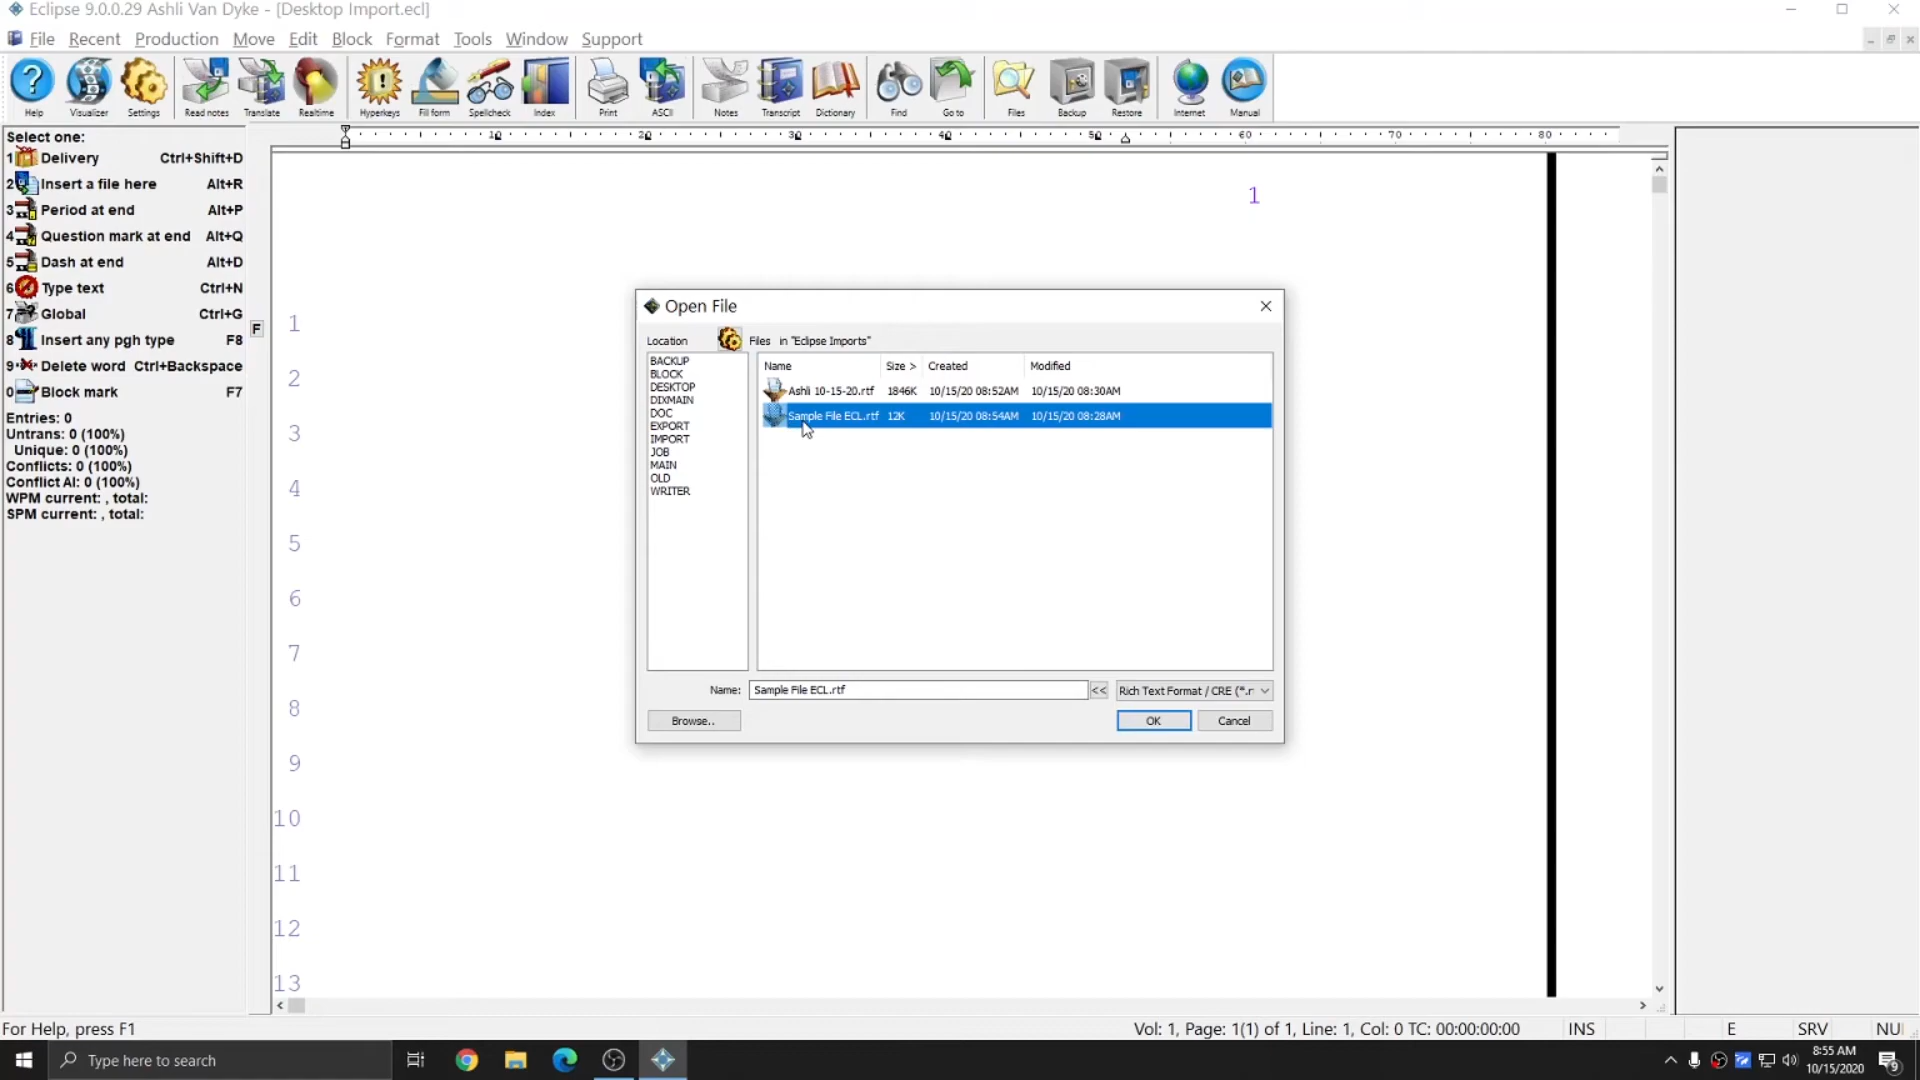 Eclipse 9.0.0.29 Ashli Van Dyke - [Desktop Import.ecl]
File Recent Production Move Edit Block Format Tools Window Support
Help Visualizer Settings Read notes Translate Realtime Hyperkeys Fill form Spellcheck Index Print ASCII Notes Transcript Dictionary Find Go to Files Backup Restore Internet Manual
Select one:
1 Delivery Ctrl+Shift+D
2 Insert a file here Alt+R
3 Period at end Alt+P
4 Question mark at end Alt+Q
5 Dash at end Alt+D
6 Type text Ctrl+N
7 Global Ctrl+G
8 Insert any pgh type F8
9 Delete word Ctrl+Backspace
0 Block mark F7
Entries: 0
Untrans: 0 (100%)
Unique: 0 (100%)
Conflicts: 0 (100%)
Conflict AI: 0 (100%)
WPM current: , total:
SPM current: , total:
F
10 20 30 40 50 60 70 80
1
1
2
3
4
5
6
7
8
9
10
11
12
13
Open File
Location Files in "Eclipse Imports"
BACKUP
BLOCK
DESKTOP
DIXMAIN
DOC
EXPORT
IMPORT
JOB
MAIN
OLD
WRITER
Name Size > Created Modified
Ashli 10-15-20.rtf 1846K 10/15/20 08:52AM 10/15/20 08:30AM
Sample File ECL.rtf 12K 10/15/20 08:54AM 10/15/20 08:28AM
Name: Sample File ECL.rtf << Rich Text Format / CRE (*.r
Browse.. OK Cancel
For Help, press F1
Vol: 1, Page: 1(1) of 1, Line: 1, Col: 0 TC: 00:00:00:00 INS E SRV NU
Type here to search
8:55 AM
10/15/2020
9